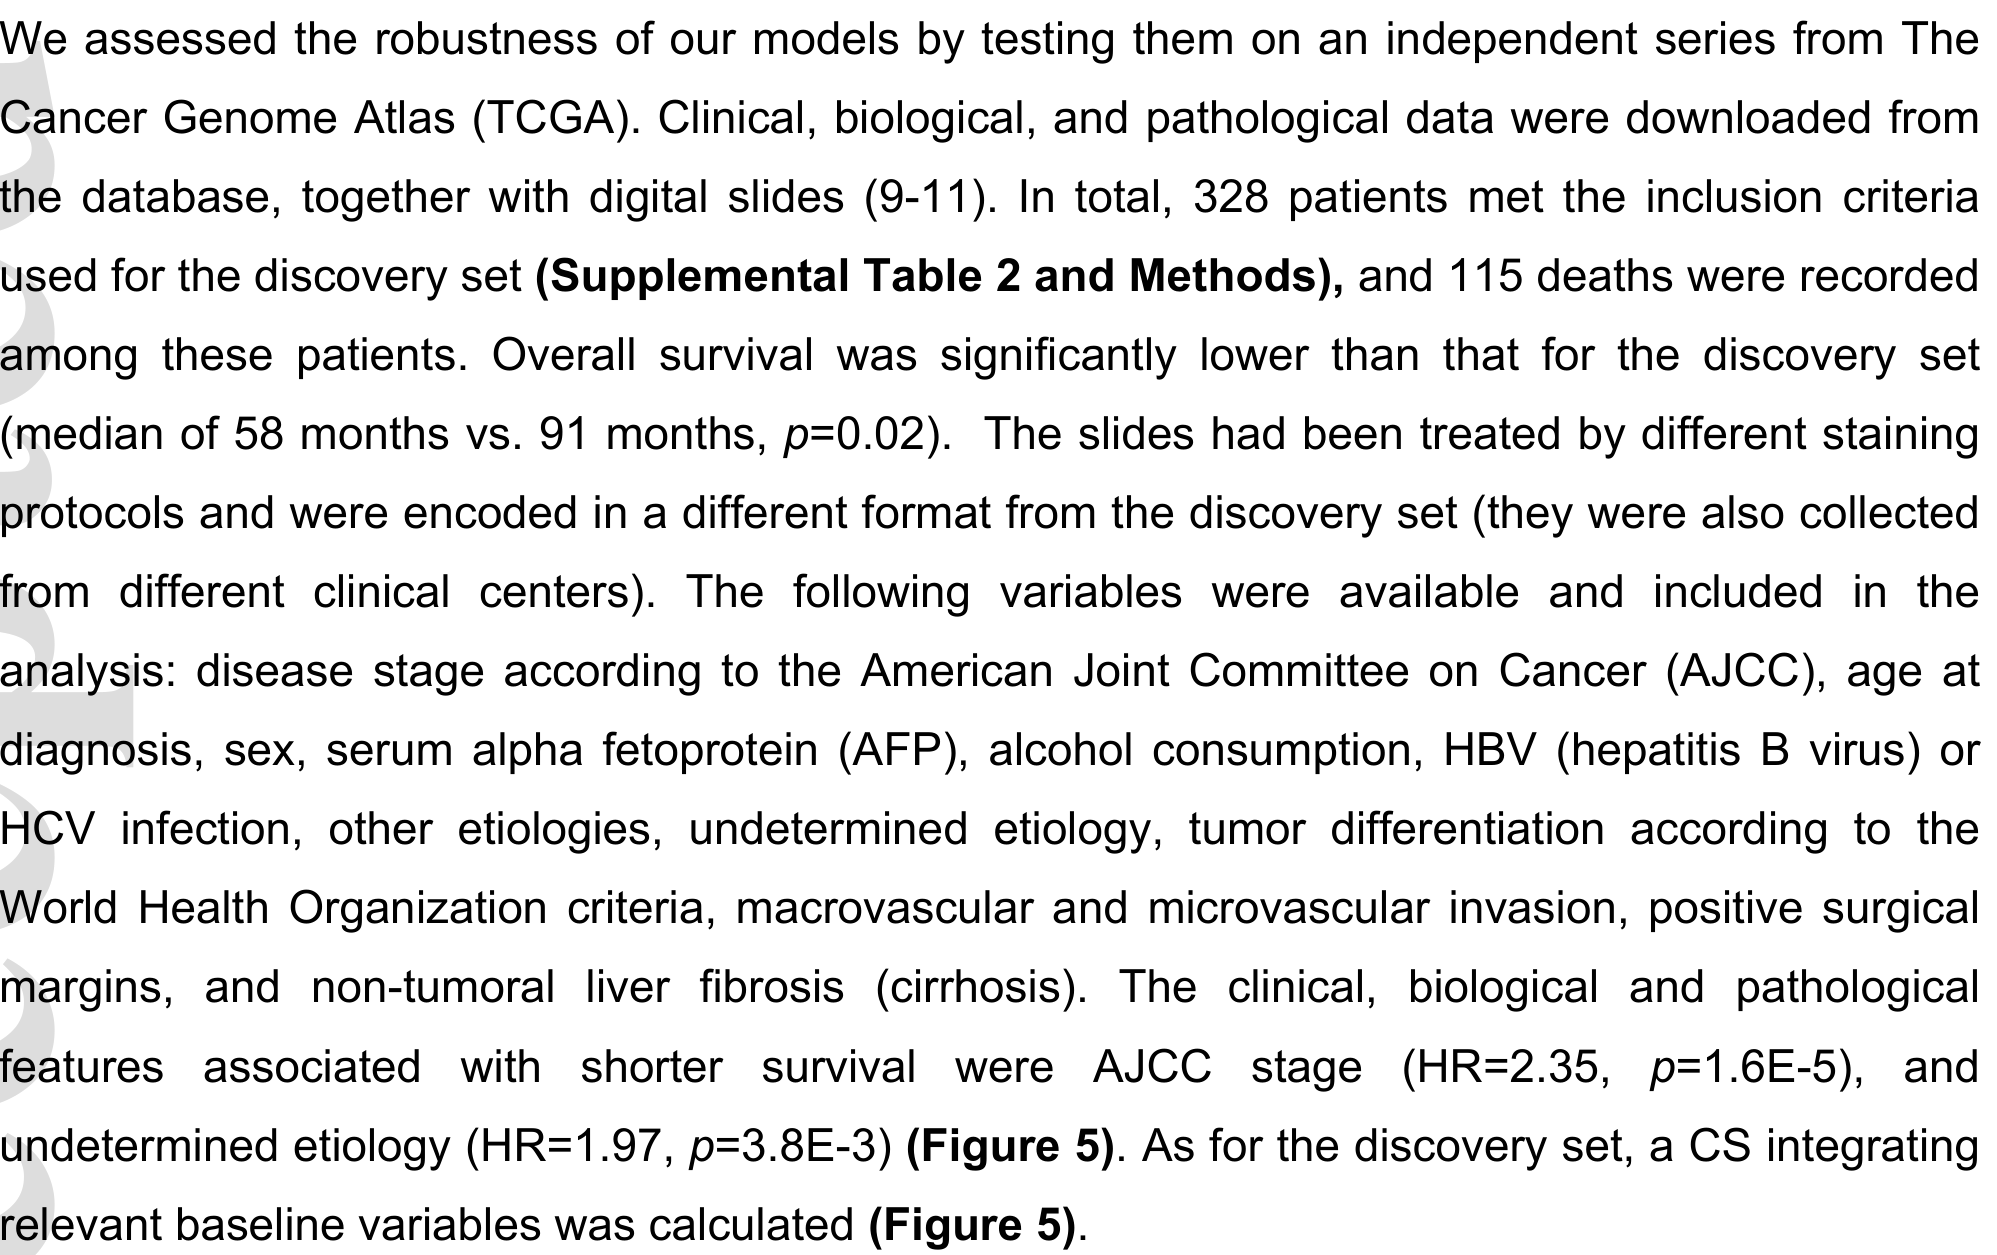 We assessed the robustness of our models by testing them on an independent series from The
Cancer Genome Atlas (TCGA). Clinical, biological, and pathological data were downloaded from
the database, together with digital slides (9-11). In total, 328 patients met the inclusion criteria
used for the discovery set (Supplemental Table 2 and Methods), and 115 deaths were recorded
among these patients. Overall survival was significantly lower than that for the discovery set
(median of 58 months vs. 91 months, p=0.02).  The slides had been treated by different staining
protocols and were encoded in a different format from the discovery set (they were also collected
from different clinical centers). The following variables were available and included in the
analysis: disease stage according to the American Joint Committee on Cancer (AJCC), age at
diagnosis, sex, serum alpha fetoprotein (AFP), alcohol consumption, HBV (hepatitis B virus) or
HCV infection, other etiologies, undetermined etiology, tumor differentiation according to the
World Health Organization criteria, macrovascular and microvascular invasion, positive surgical
margins, and non-tumoral liver fibrosis (cirrhosis). The clinical, biological and pathological
features associated with shorter survival were AJCC stage (HR=2.35, p=1.6E-5), and
undetermined etiology (HR=1.97, p=3.8E-3) (Figure 5). As for the discovery set, a CS integrating
relevant baseline variables was calculated (Figure 5).